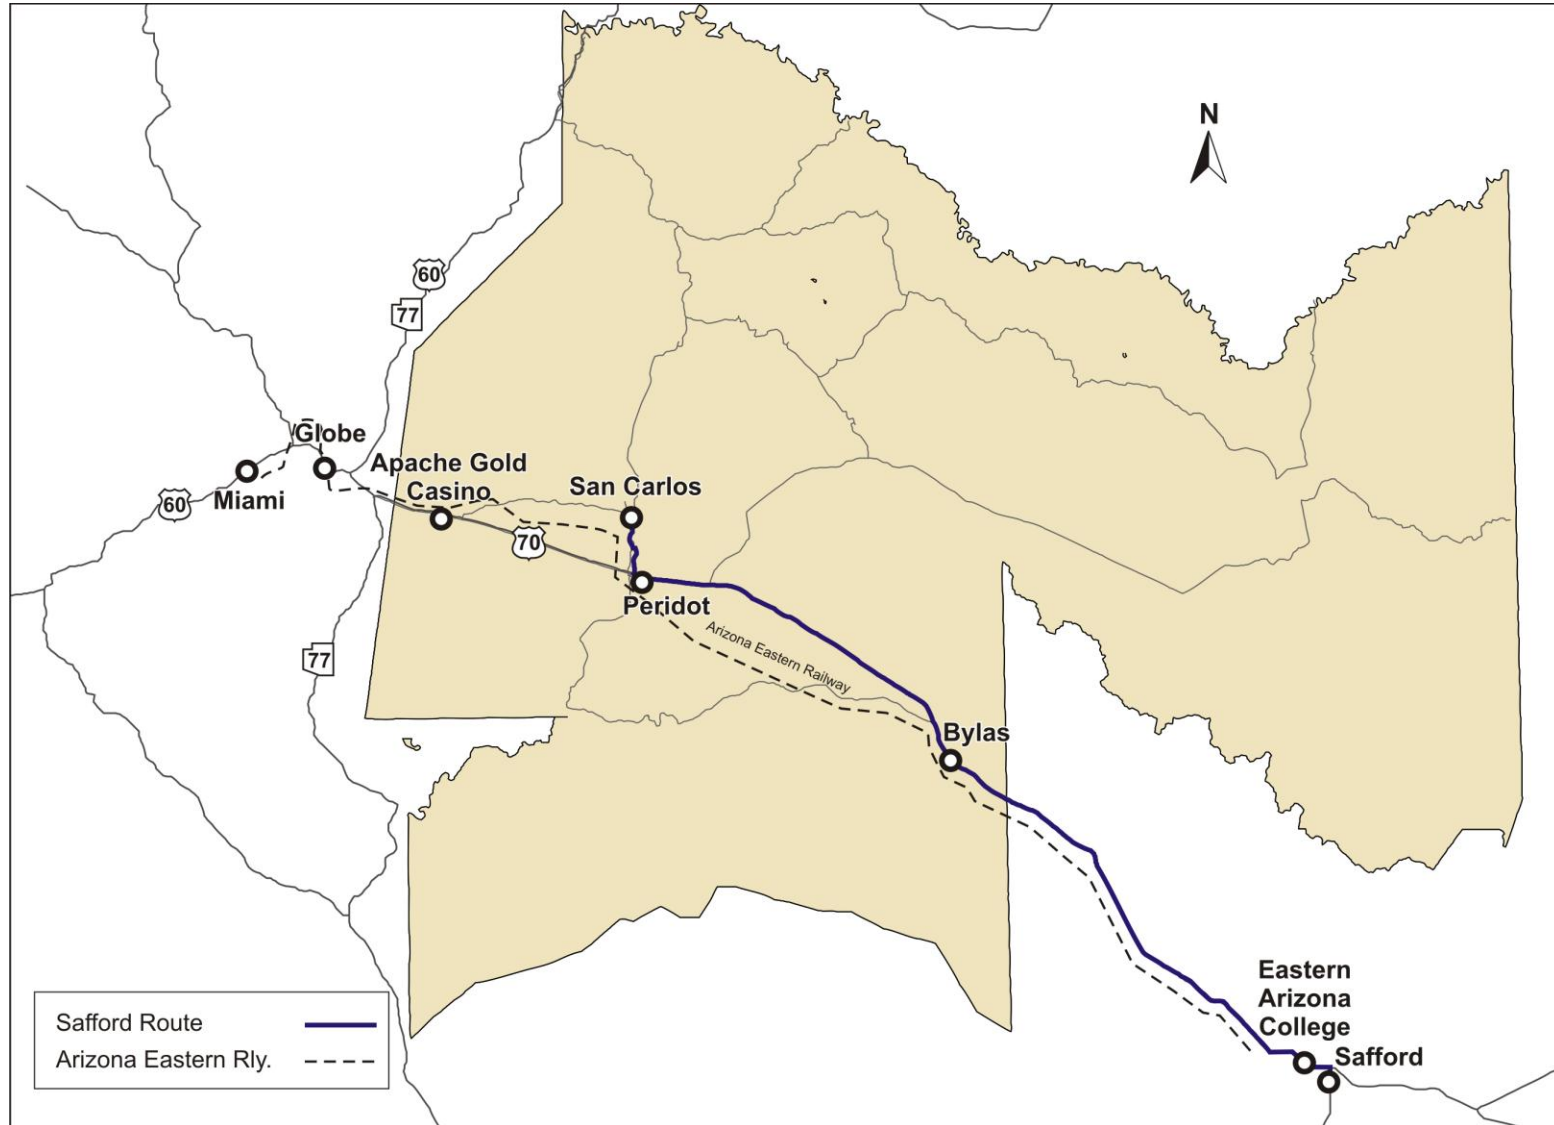 N
60
77
Globe
Apache Gold
Casino
San Carlos
60
Miami
70
Peridot
Arizona Eastern Railway
77
Bylas
Eastern
Arizona
College
Safford
Safford Route
Arizona Eastern Rly.